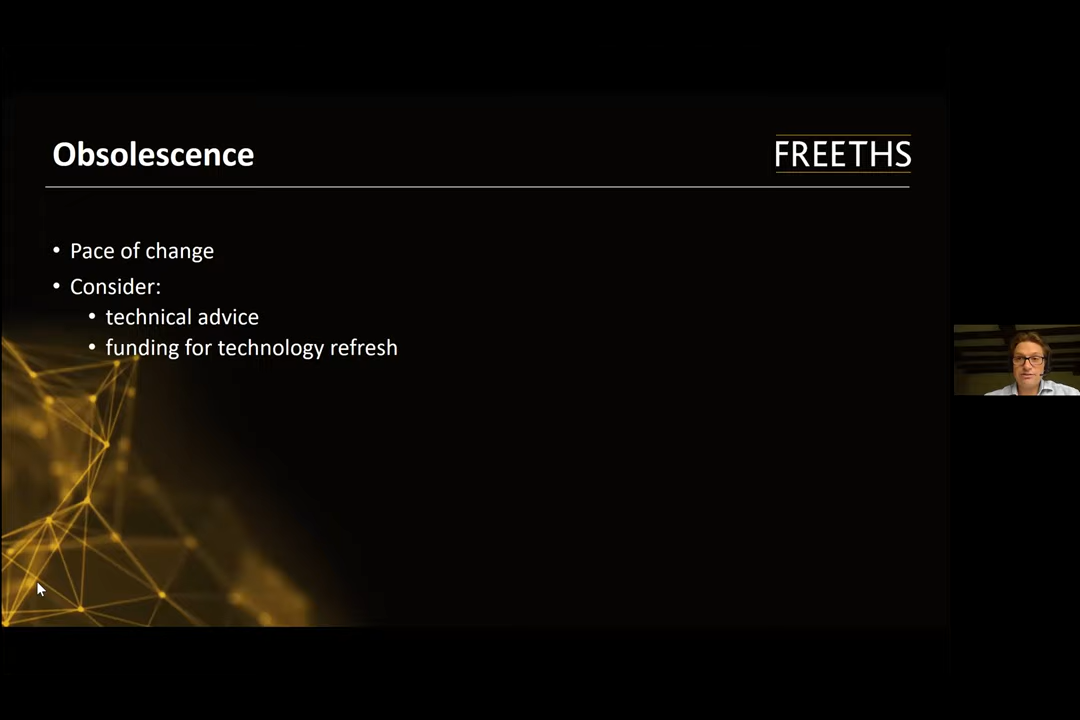 Obsolescence
FREETHS
• Pace of change
• Consider:
• technical advice
• funding for technology refresh